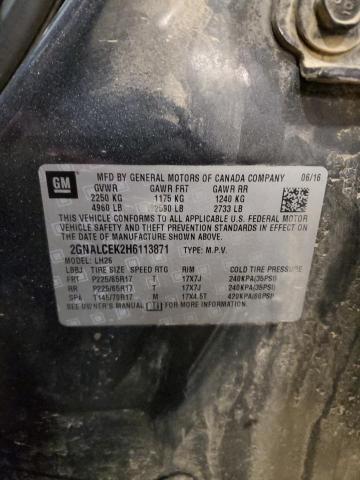 GM
MFD BY GENERAL MOTORS OF CANADA COMPANY 06/16
GVWR GAWR FRT GAWR RR
2250 KG 1175 KG 1240 KG
4960 LB 2590 LB 2733 LB
THIS VEHICLE CONFORMS TO ALL APPLICABLE U.S. FEDERAL MOTOR
VEHICLE SAFETY AND THEFT PREVENTION
STANDARDS IN EFFECT ON THE DATE OF
MANUFACTURE SHOWN ABOVE.
2GNALCEK2H6113871 TYPE: M.P.V.
MODEL: LH26
TIRE SIZE SPEED RTG RIM COLD TIRE PRESSURE
FRT P225/65R17 T 17X7J 240KPA(35PSI)
RR P225/65R17 T 17X7J 240KPA(35PSI)
SPA T145/70R17 M 17X4.5T 420KPA(60PSI)
SEE OWNER'S MANUAL FOR ADDITIONAL INFORMATION